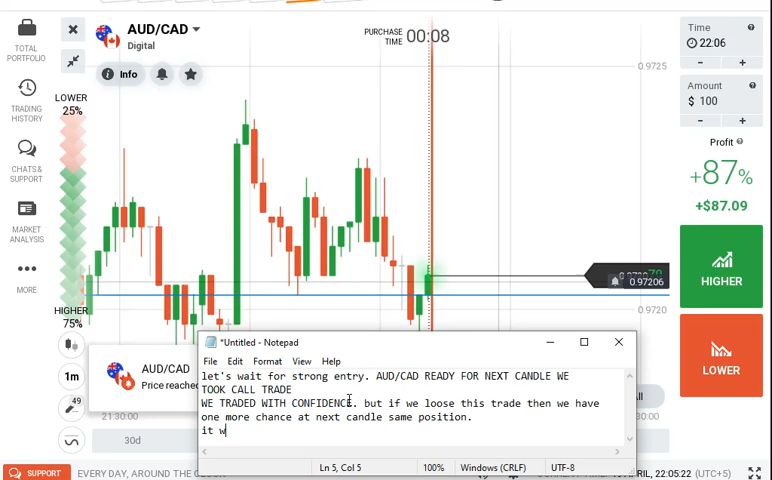 TOTAL
PORTFOLIO
TRADING
HISTORY
CHATS &
SUPPORT
MARKET
ANALYSIS
MORE
AUD/CAD
Digital
Info
LOWER
25%
HIGHER
75%
PURCHASE
TIME
00:08
0.9725
0.97206
0.9720
Time
22:06
-
+
Amount
$ 100
-
+
Profit
+87%
+$87.09
HIGHER
LOWER
1m
49
AUD/CAD
Price reached
21:30:00
30d
*Untitled - Notepad
File Edit Format View Help
let's wait for strong entry. AUD/CAD READY FOR NEXT CANDLE WE
TOOK CALL TRADE
WE TRADED WITH CONFIDENCE. but if we loose this trade then we have
one more chance at next candle same position.
it w
Ln 5, Col 5 100% Windows (CRLF) UTF-8
SUPPORT
EVERY DAY, AROUND THE
22:05:22 (UTC+5)